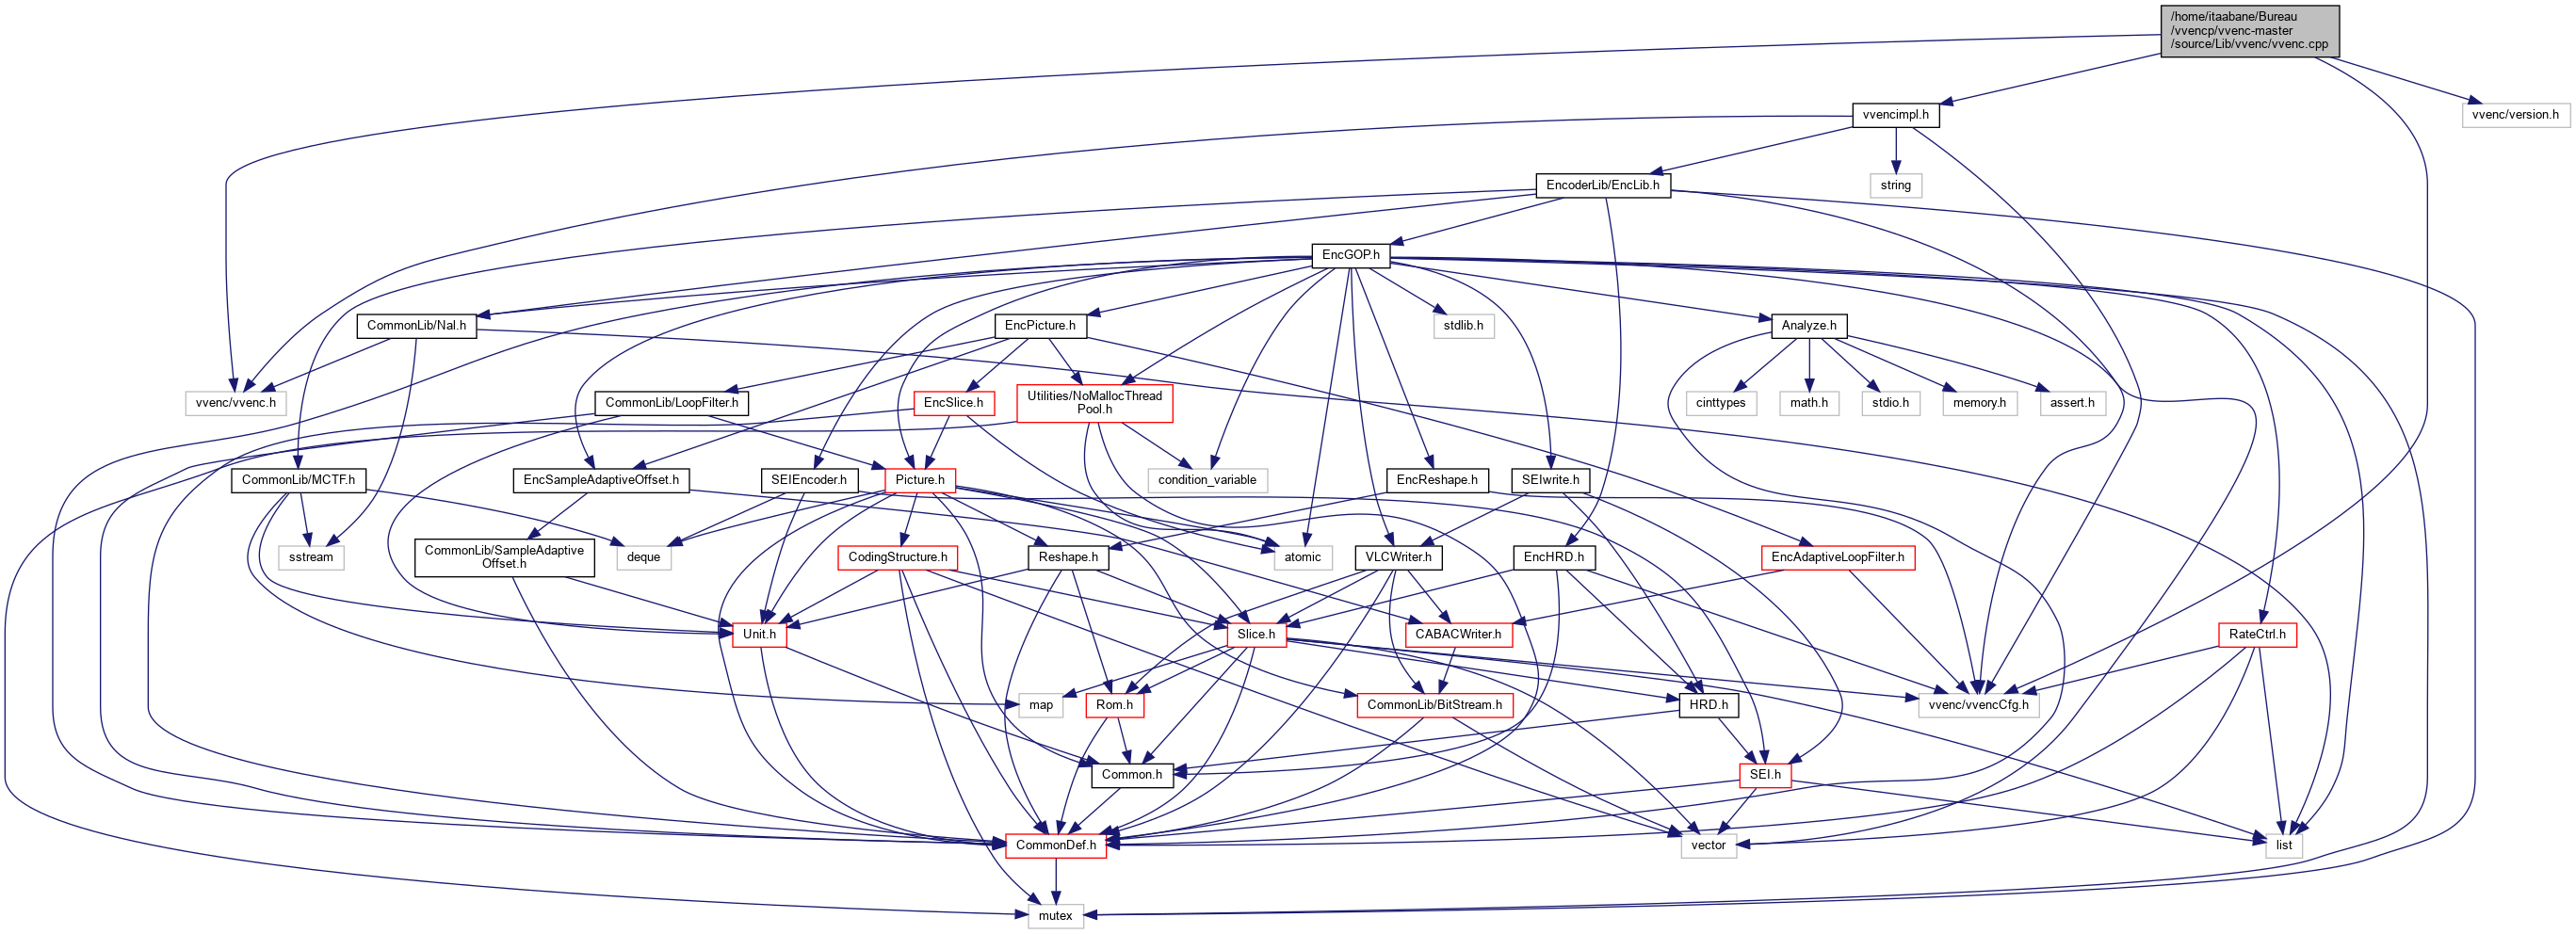 /home/itaabane/Bureau
/vvencp/vvenc-master
/source/Lib/vvenc/vvenc.cpp
vvencimpl.h
vvenc/version.h
EncoderLib/EncLib.h
string
EncGOP.h
CommonLib/Nal.h
EncPicture.h
stdlib.h
Analyze.h
vvenc/vvenc.h
CommonLib/LoopFilter.h
EncSlice.h
Utilities/NoMallocThread
Pool.h
cinttypes
math.h
stdio.h
memory.h
assert.h
CommonLib/MCTF.h
EncSampleAdaptiveOffset.h
SEIEncoder.h
Picture.h
condition_variable
EncReshape.h
SEIwrite.h
sstream
CommonLib/SampleAdaptive
Offset.h
deque
CodingStructure.h
Reshape.h
atomic
VLCWriter.h
EncHRD.h
EncAdaptiveLoopFilter.h
Unit.h
Slice.h
CABACWriter.h
RateCtrl.h
map
Rom.h
CommonLib/BitStream.h
HRD.h
vvenc/vvencCfg.h
Common.h
SEI.h
CommonDef.h
vector
list
mutex